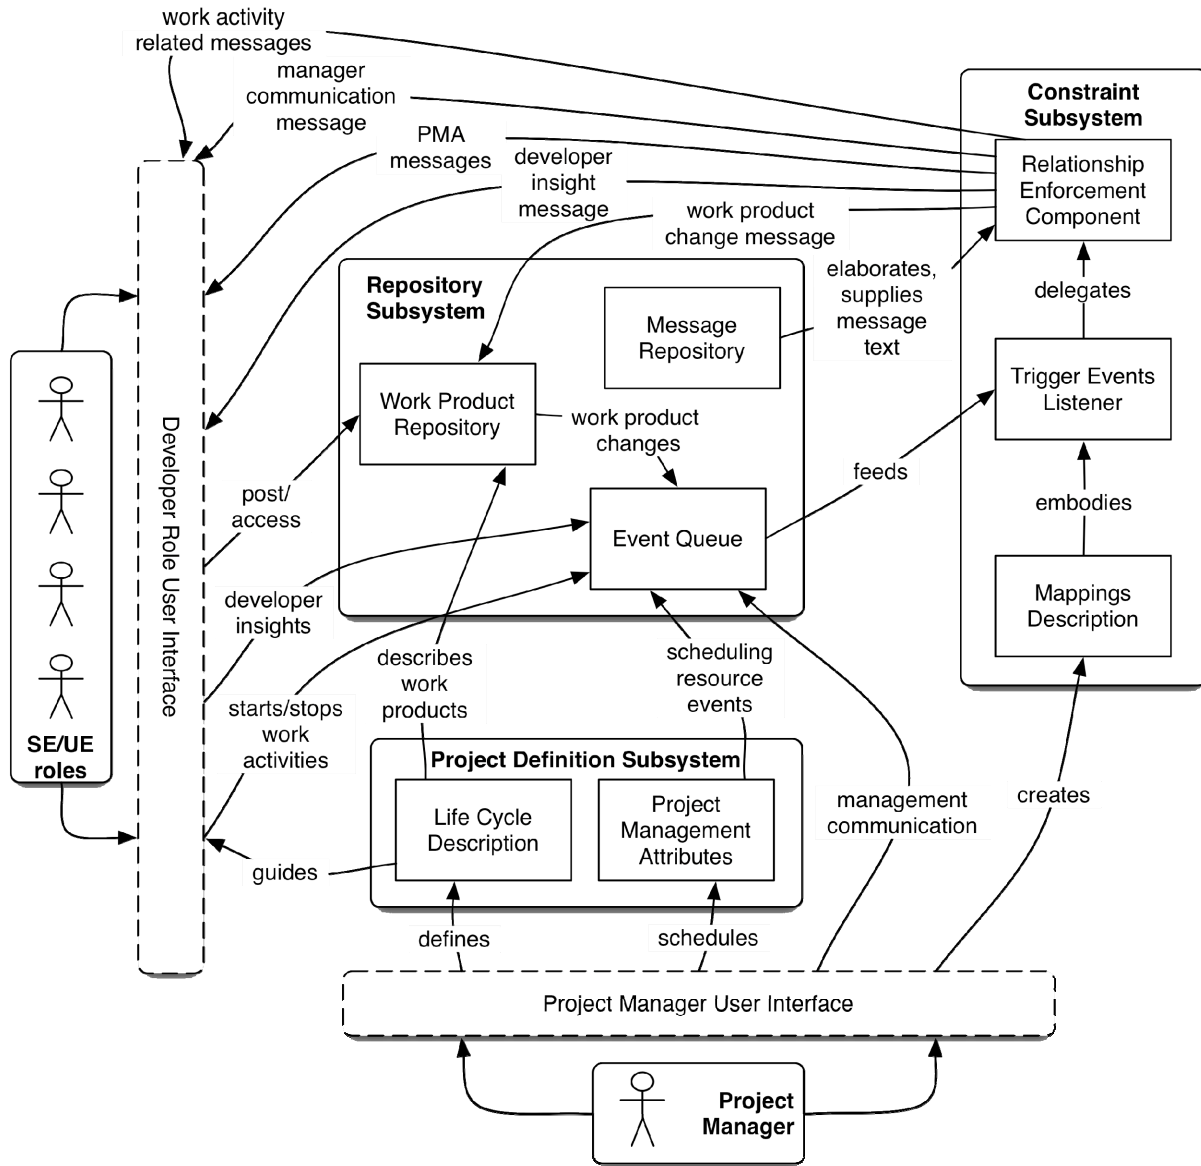 work activity
related messages
manager
communication
message
PMA
messages
developer
insight
message
work product
change message
Constraint
Subsystem
Relationship
Enforcement
Component
elaborates,
supplies
message
text
delegates
Repository
Subsystem
Message
Repository
Work Product
Repository
work product
changes
Trigger Events
Listener
feeds
embodies
Event Queue
Mappings
Description
post/
access
Developer Role User Interface
developer
insights
SE/UE
roles
starts/stops
work
activities
describes
work
products
scheduling
resource
events
Project Definition Subsystem
Life Cycle
Description
Project
Management
Attributes
management
communication
creates
guides
defines
schedules
Project Manager User Interface
Project
Manager